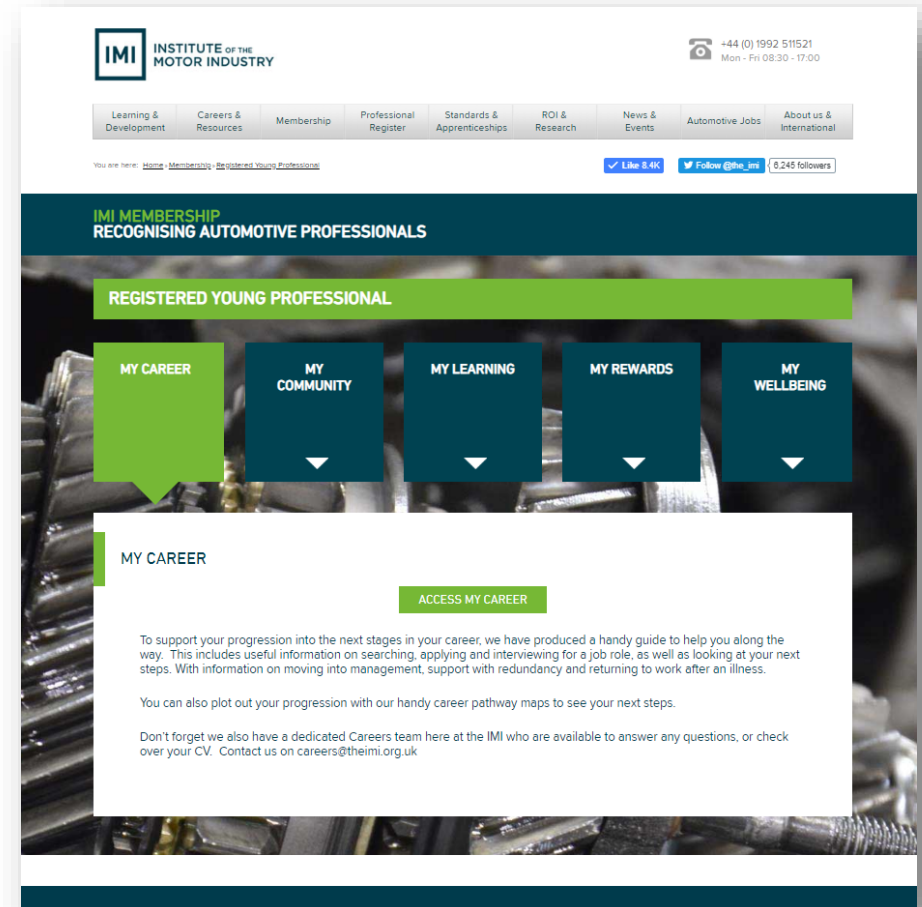 IMI
INSTITUTE OF THE
MOTOR INDUSTRY
+44 (0) 1992 511521
Mon - Fri 08:30 - 17:00
Learning & Development
Careers & Resources
Membership
Professional Register
Standards & Apprenticeships
ROI & Research
News & Events
Automotive Jobs
About us & International
You are here: Home › Membership › Registered Young Professional
Like 8.4K
Follow @the_imi
6,245 followers
IMI MEMBERSHIP
RECOGNISING AUTOMOTIVE PROFESSIONALS
REGISTERED YOUNG PROFESSIONAL
MY CAREER
MY
COMMUNITY
MY LEARNING
MY REWARDS
MY
WELLBEING
MY CAREER
ACCESS MY CAREER
To support your progression into the next stages in your career, we have produced a handy guide to help you along the
way.  This includes useful information on searching, applying and interviewing for a job role, as well as looking at your next
steps. With information on moving into management, support with redundancy and returning to work after an illness.
You can also plot out your progression with our handy career pathway maps to see your next steps.
Don't forget we also have a dedicated Careers team here at the IMI who are available to answer any questions, or check
over your CV.  Contact us on careers@theimi.org.uk